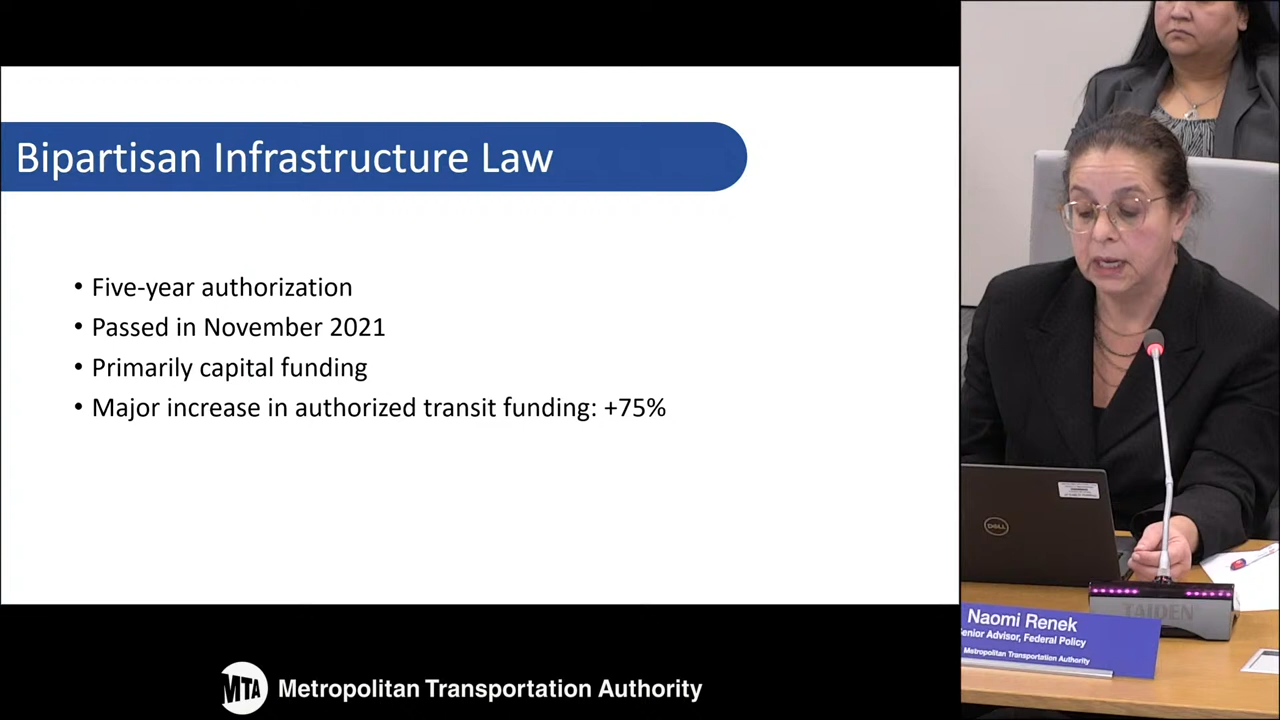 Bipartisan Infrastructure Law
• Five-year authorization
• Passed in November 2021
• Primarily capital funding
• Major increase in authorized transit funding: +75%
MTA Metropolitan Transportation Authority
DELL
TAIDEN
Naomi Renek
enior Advisor, Federal Policy
Metropolitan Transportation Authority